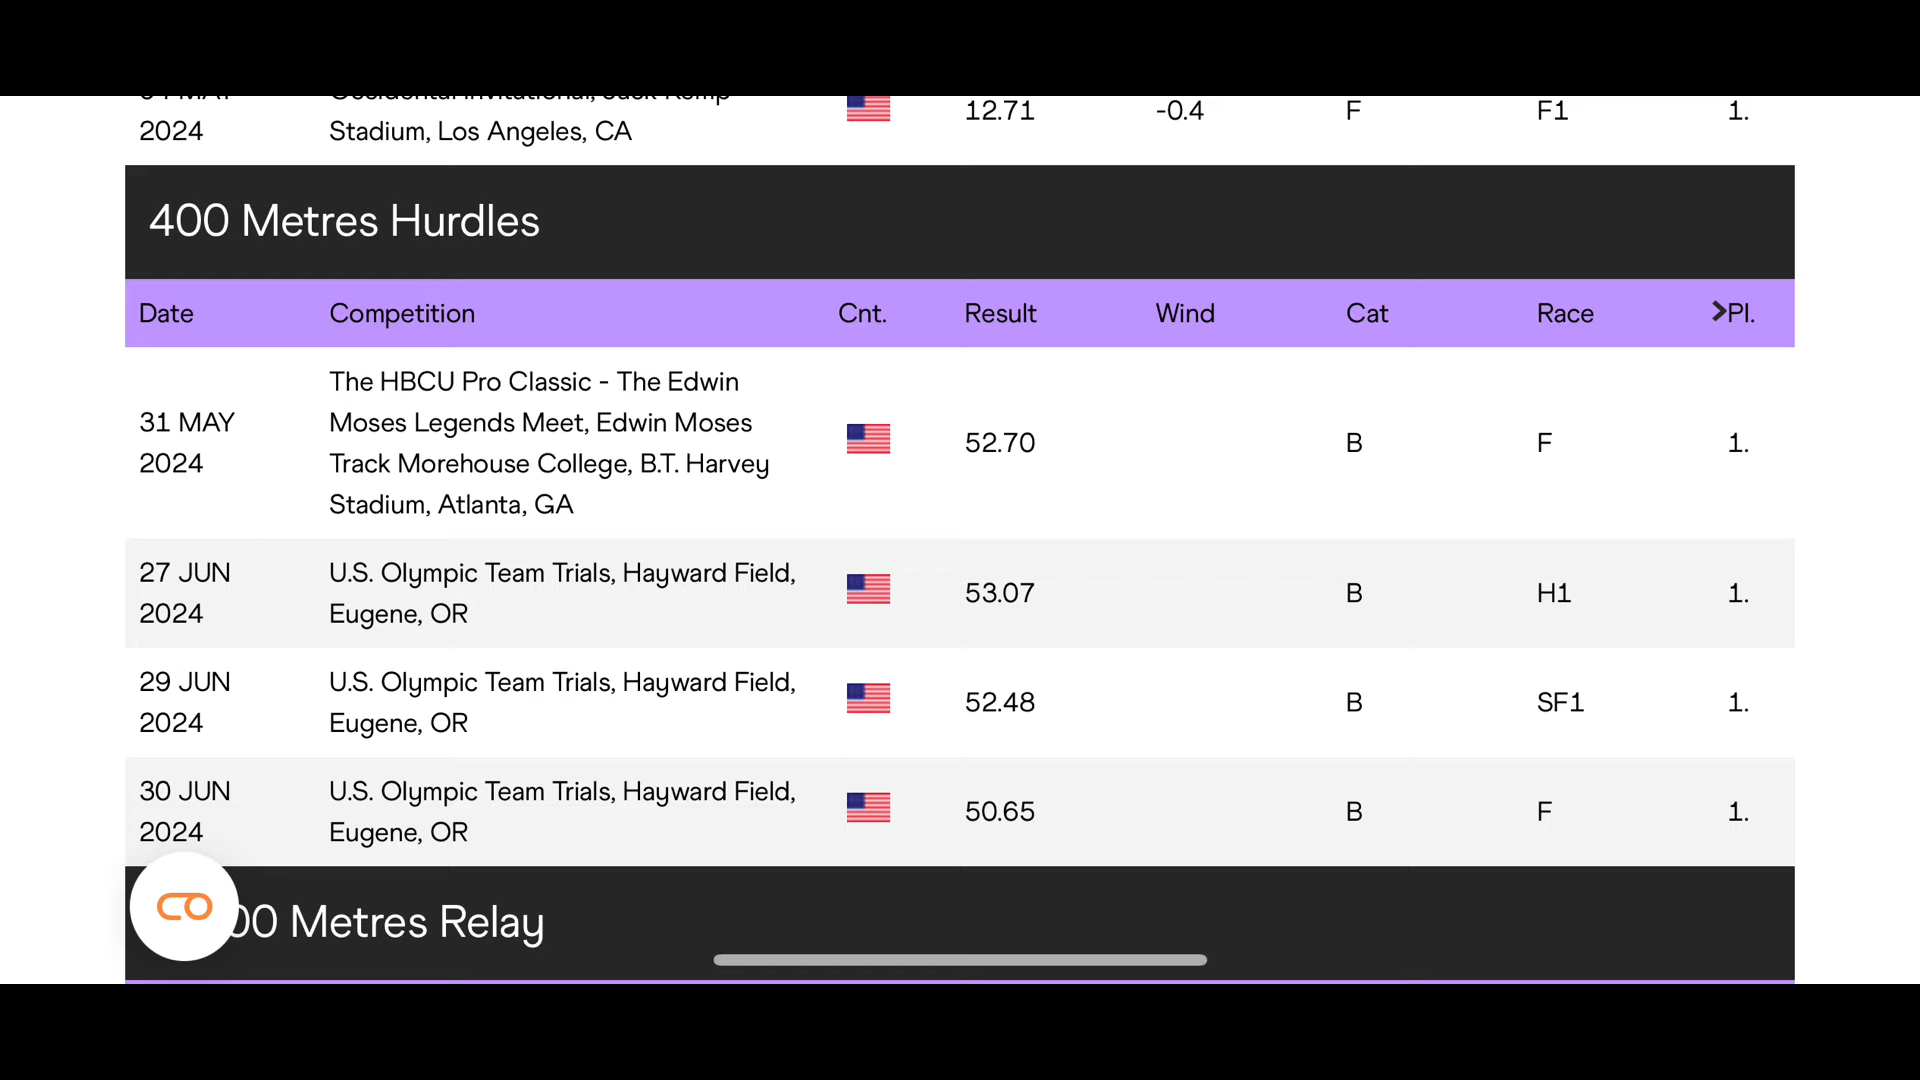 2024
Stadium, Los Angeles, CA
12.71
-0.4
F
F1
1.
400 Metres Hurdles
Date
Competition
Cnt.
Result
Wind
Cat
Race
>Pl.
31 MAY
2024
The HBCU Pro Classic - The Edwin
Moses Legends Meet, Edwin Moses
Track Morehouse College, B.T. Harvey
Stadium, Atlanta, GA
52.70
B
F
1.
27 JUN
2024
U.S. Olympic Team Trials, Hayward Field,
Eugene, OR
53.07
B
H1
1.
29 JUN
2024
U.S. Olympic Team Trials, Hayward Field,
Eugene, OR
52.48
B
SF1
1.
30 JUN
2024
U.S. Olympic Team Trials, Hayward Field,
Eugene, OR
50.65
B
F
1.
Metres Relay